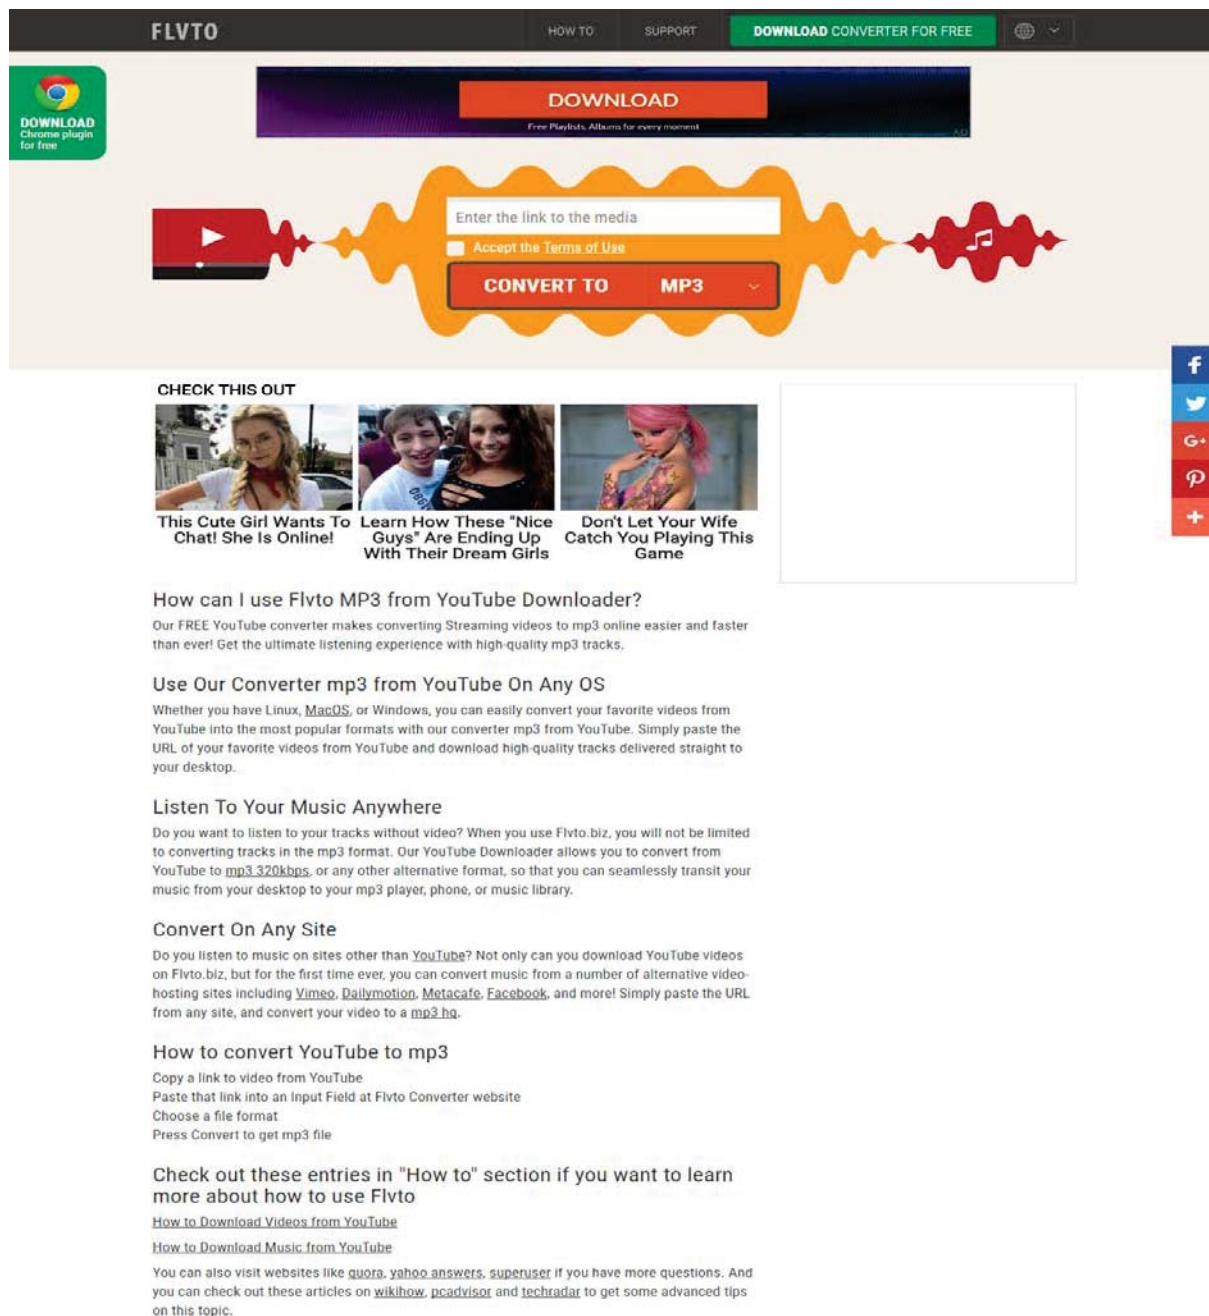 FLVTO
HOW TO
SUPPORT
DOWNLOAD CONVERTER FOR FREE
DOWNLOAD
Chrome plugin
for free
DOWNLOAD
Free Playlists, Albums for every moment
AD
Enter the link to the media
Accept the Terms of Use
CONVERT TO MP3
CHECK THIS OUT
This Cute Girl Wants To
Chat! She Is Online!
Learn How These "Nice
Guys" Are Ending Up
With Their Dream Girls
Don't Let Your Wife
Catch You Playing This
Game
How can I use Flvto MP3 from YouTube Downloader?
Our FREE YouTube converter makes converting Streaming videos to mp3 online easier and faster
than ever! Get the ultimate listening experience with high-quality mp3 tracks.
Use Our Converter mp3 from YouTube On Any OS
Whether you have Linux, MacOS, or Windows, you can easily convert your favorite videos from
YouTube into the most popular formats with our converter mp3 from YouTube. Simply paste the
URL of your favorite videos from YouTube and download high-quality tracks delivered straight to
your desktop.
Listen To Your Music Anywhere
Do you want to listen to your tracks without video? When you use Flvto.biz, you will not be limited
to converting tracks in the mp3 format. Our YouTube Downloader allows you to convert from
YouTube to mp3 320kbps, or any other alternative format, so that you can seamlessly transit your
music from your desktop to your mp3 player, phone, or music library.
Convert On Any Site
Do you listen to music on sites other than YouTube? Not only can you download YouTube videos
on Flvto.biz, but for the first time ever, you can convert music from a number of alternative video-
hosting sites including Vimeo, Dailymotion, Metacafe, Facebook, and more! Simply paste the URL
from any site, and convert your video to a mp3 hq.
How to convert YouTube to mp3
Copy a link to video from YouTube
Paste that link into an Input Field at Flvto Converter website
Choose a file format
Press Convert to get mp3 file
Check out these entries in "How to" section if you want to learn
more about how to use Flvto
How to Download Videos from YouTube
How to Download Music from YouTube
You can also visit websites like quora, yahoo answers, superuser if you have more questions. And
you can check out these articles on wikihow, pcadvisor and techradar to get some advanced tips
on this topic.